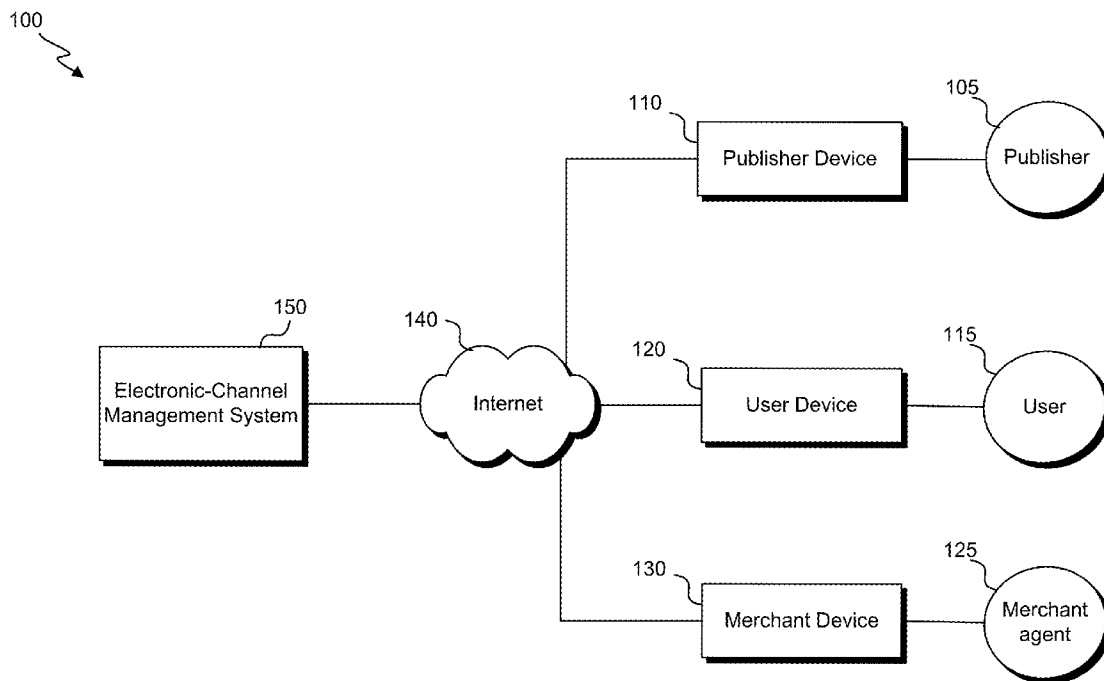 100
110
105
Publisher Device
Publisher
150
140
120
115
Electronic-Channel
Management System
Internet
User Device
User
130
125
Merchant Device
Merchant
agent